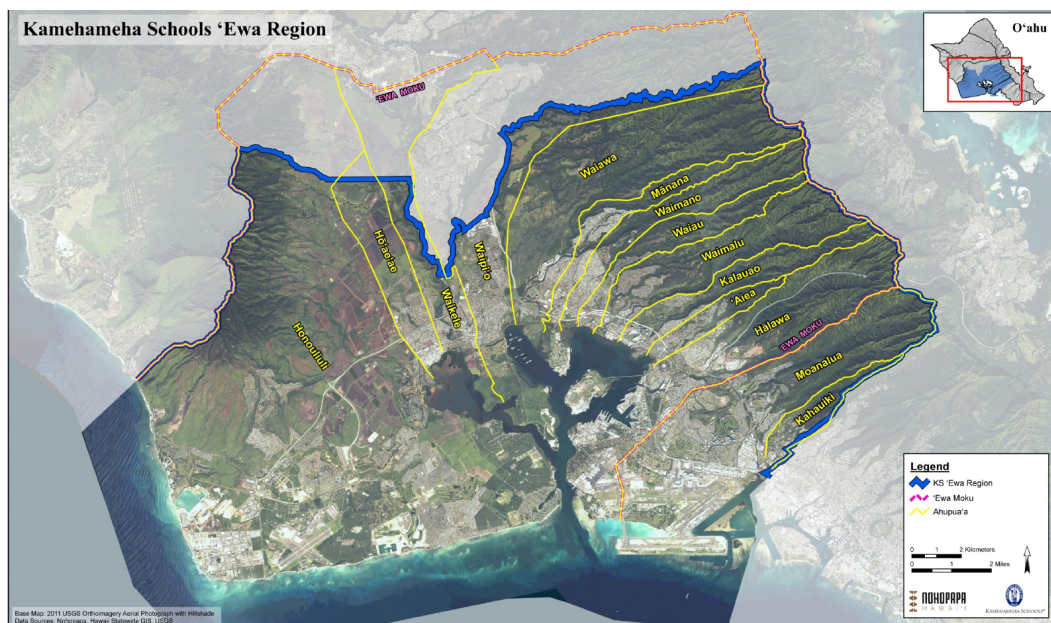 Kamehameha Schools ʻEwa Region
Oʻahu
ʻEWA MOKU
Waiawa
Mānana
Waimano
Waiau
Waimalu
Kalauao
ʻAiea
Hālawa
ʻEWA MOKU
Moanalua
Kahauiki
Waipiʻo
Hōʻaeʻae
Waikele
Honouliuli
Legend
KS ʻEwa Region
ʻEwa Moku
Ahupuaʻa
0 1 2 Kilometers
0 1 2 Miles
NOHOPAPA
HAWAIʻI
KAMEHAMEHA SCHOOLS®
Base Map: 2011 USGS Orthoimagery Aerial Photograph with Hillshade
Data Sources: Nohopapa, Hawaii Statewide GIS, USGS